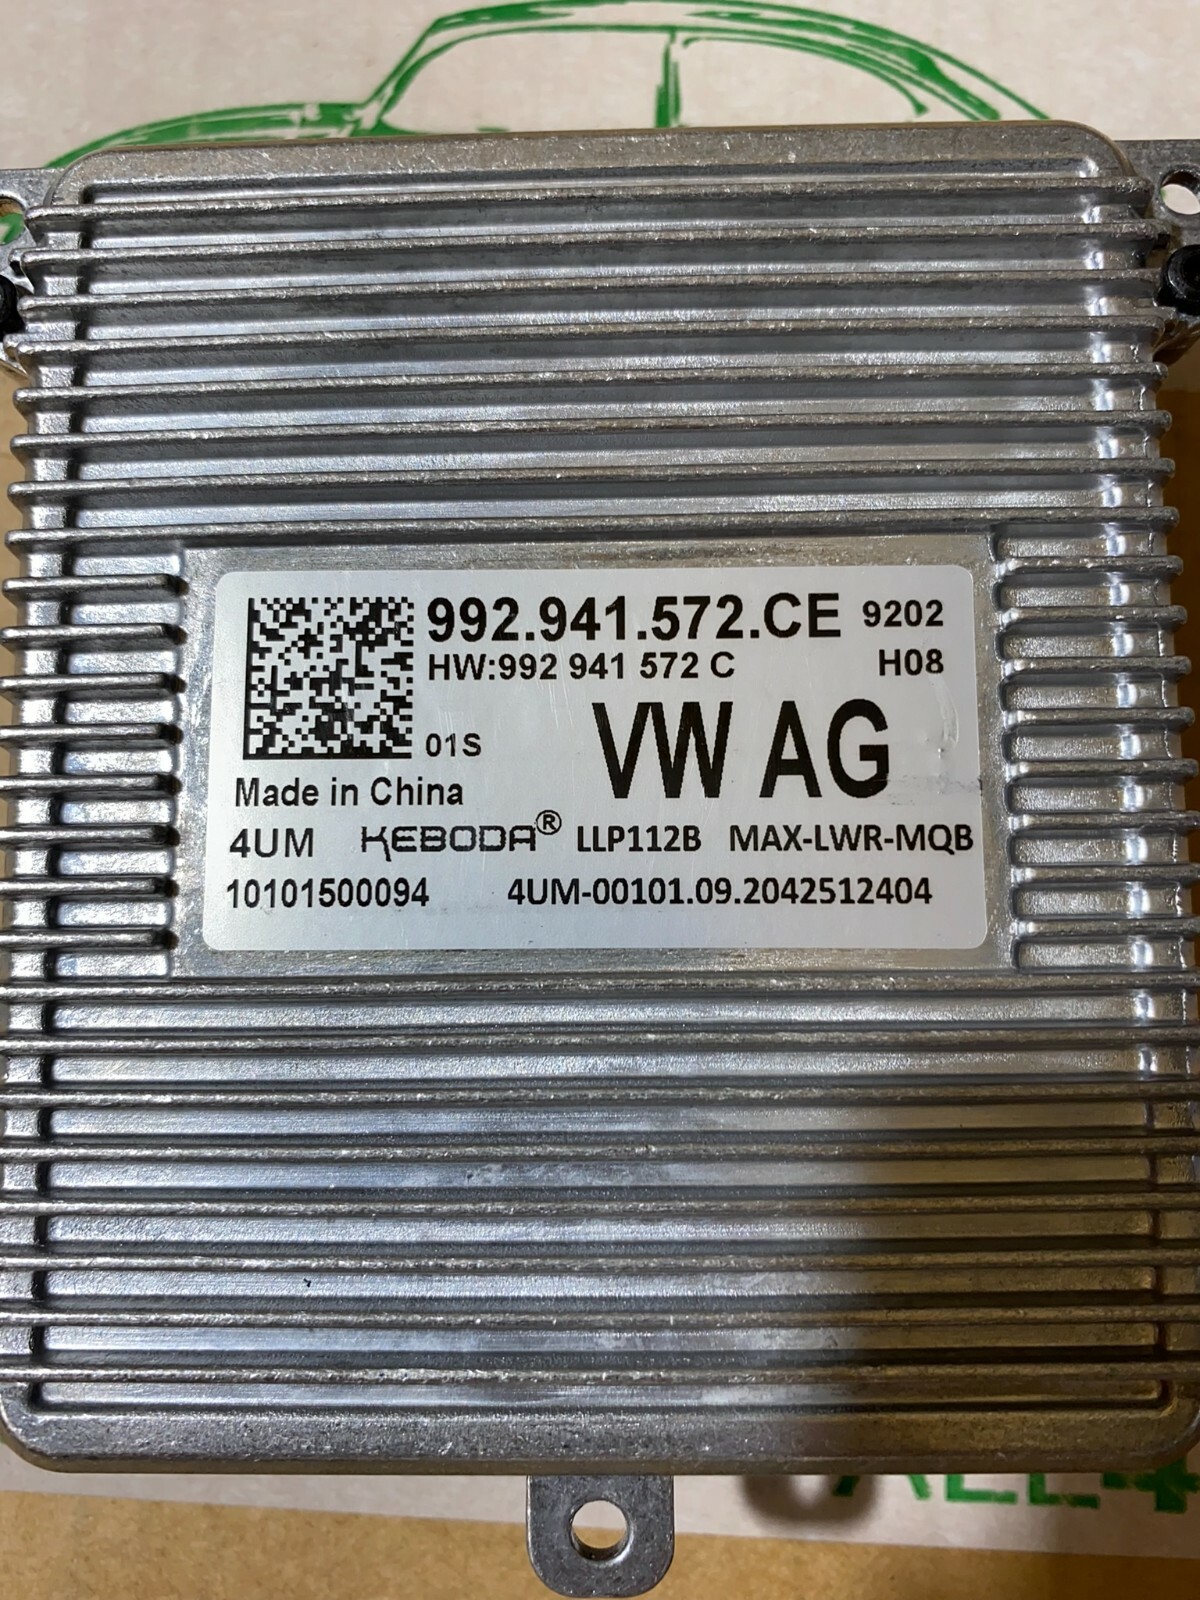 992.941.572.CE 9202
HW:992 941 572 C H08
01S VW AG
Made in China
4UM KEBODA® LLP112B MAX-LWR-MQB
10101500094 4UM-00101.09.2042512404